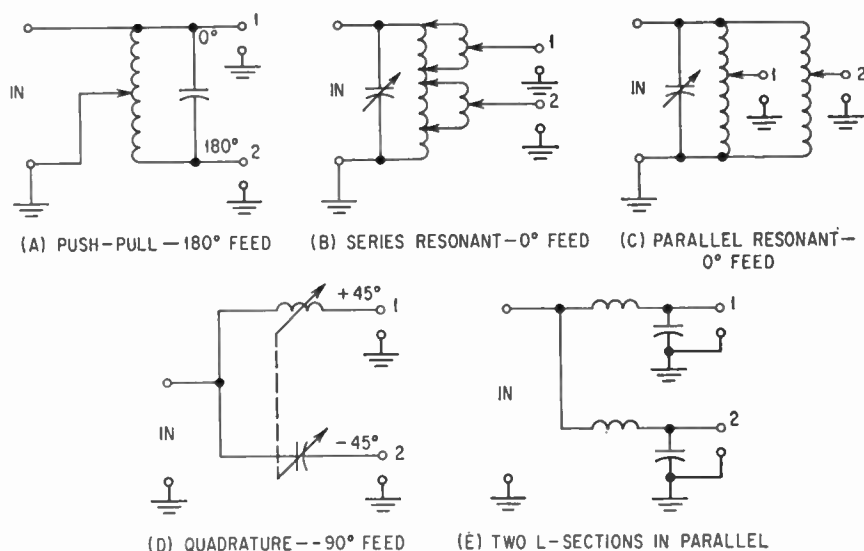 1
0°
IN
180°
2
(A) PUSH-PULL—180° FEED
1
IN
2
(B) SERIES RESONANT-0° FEED
IN
1
2
(C) PARALLEL RESONANT-
0° FEED
+45°
1
IN
-45°
2
(D) QUADRATURE--90° FEED
1
IN
2
(E) TWO L-SECTIONS IN PARALLEL